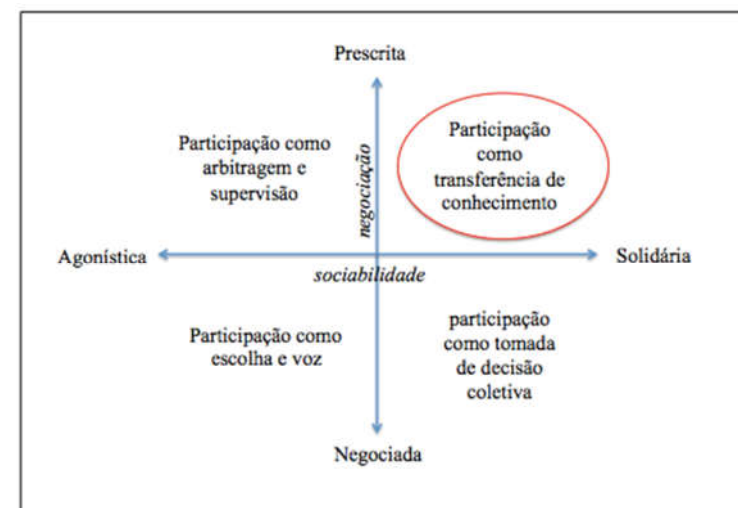 Prescrita
Participação como
arbitragem e
supervisão
negociação
Participação
como
transferência de
conhecimento
Agonística
sociabilidade
Solidária
Participação como
escolha e voz
participação
como tomada
de decisão
coletiva
Negociada